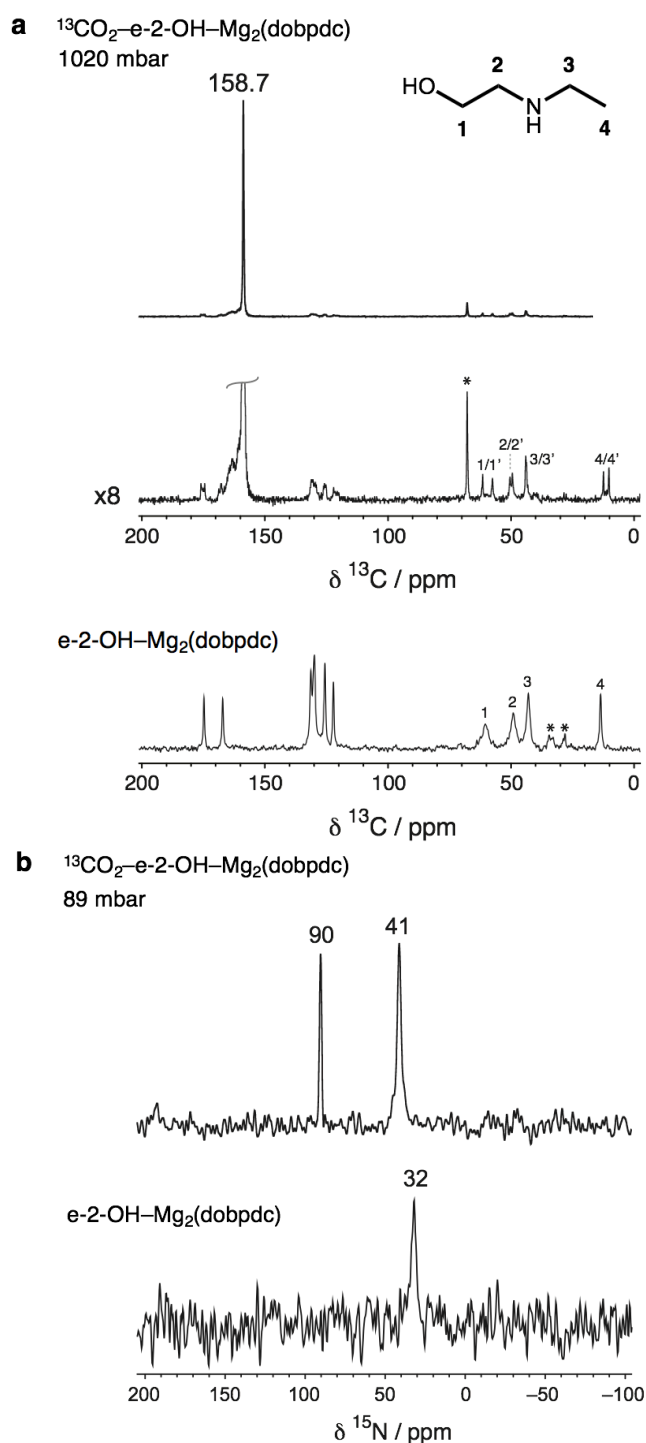 a
¹³CO₂–e-2-OH–Mg₂(dobpdc)
1020 mbar
158.7
2 3
HO
N
H
1 4
*
2/2’
1/1’ 3/3’ 4/4’
x8
200 150 100 50 0
δ ¹³C / ppm
e-2-OH–Mg₂(dobpdc)
1 2 3 * * 4
200 150 100 50 0
δ ¹³C / ppm
b
¹³CO₂–e-2-OH–Mg₂(dobpdc)
89 mbar
90 41
32
e-2-OH–Mg₂(dobpdc)
200 150 100 50 0 −50 −100
δ ¹⁵N / ppm